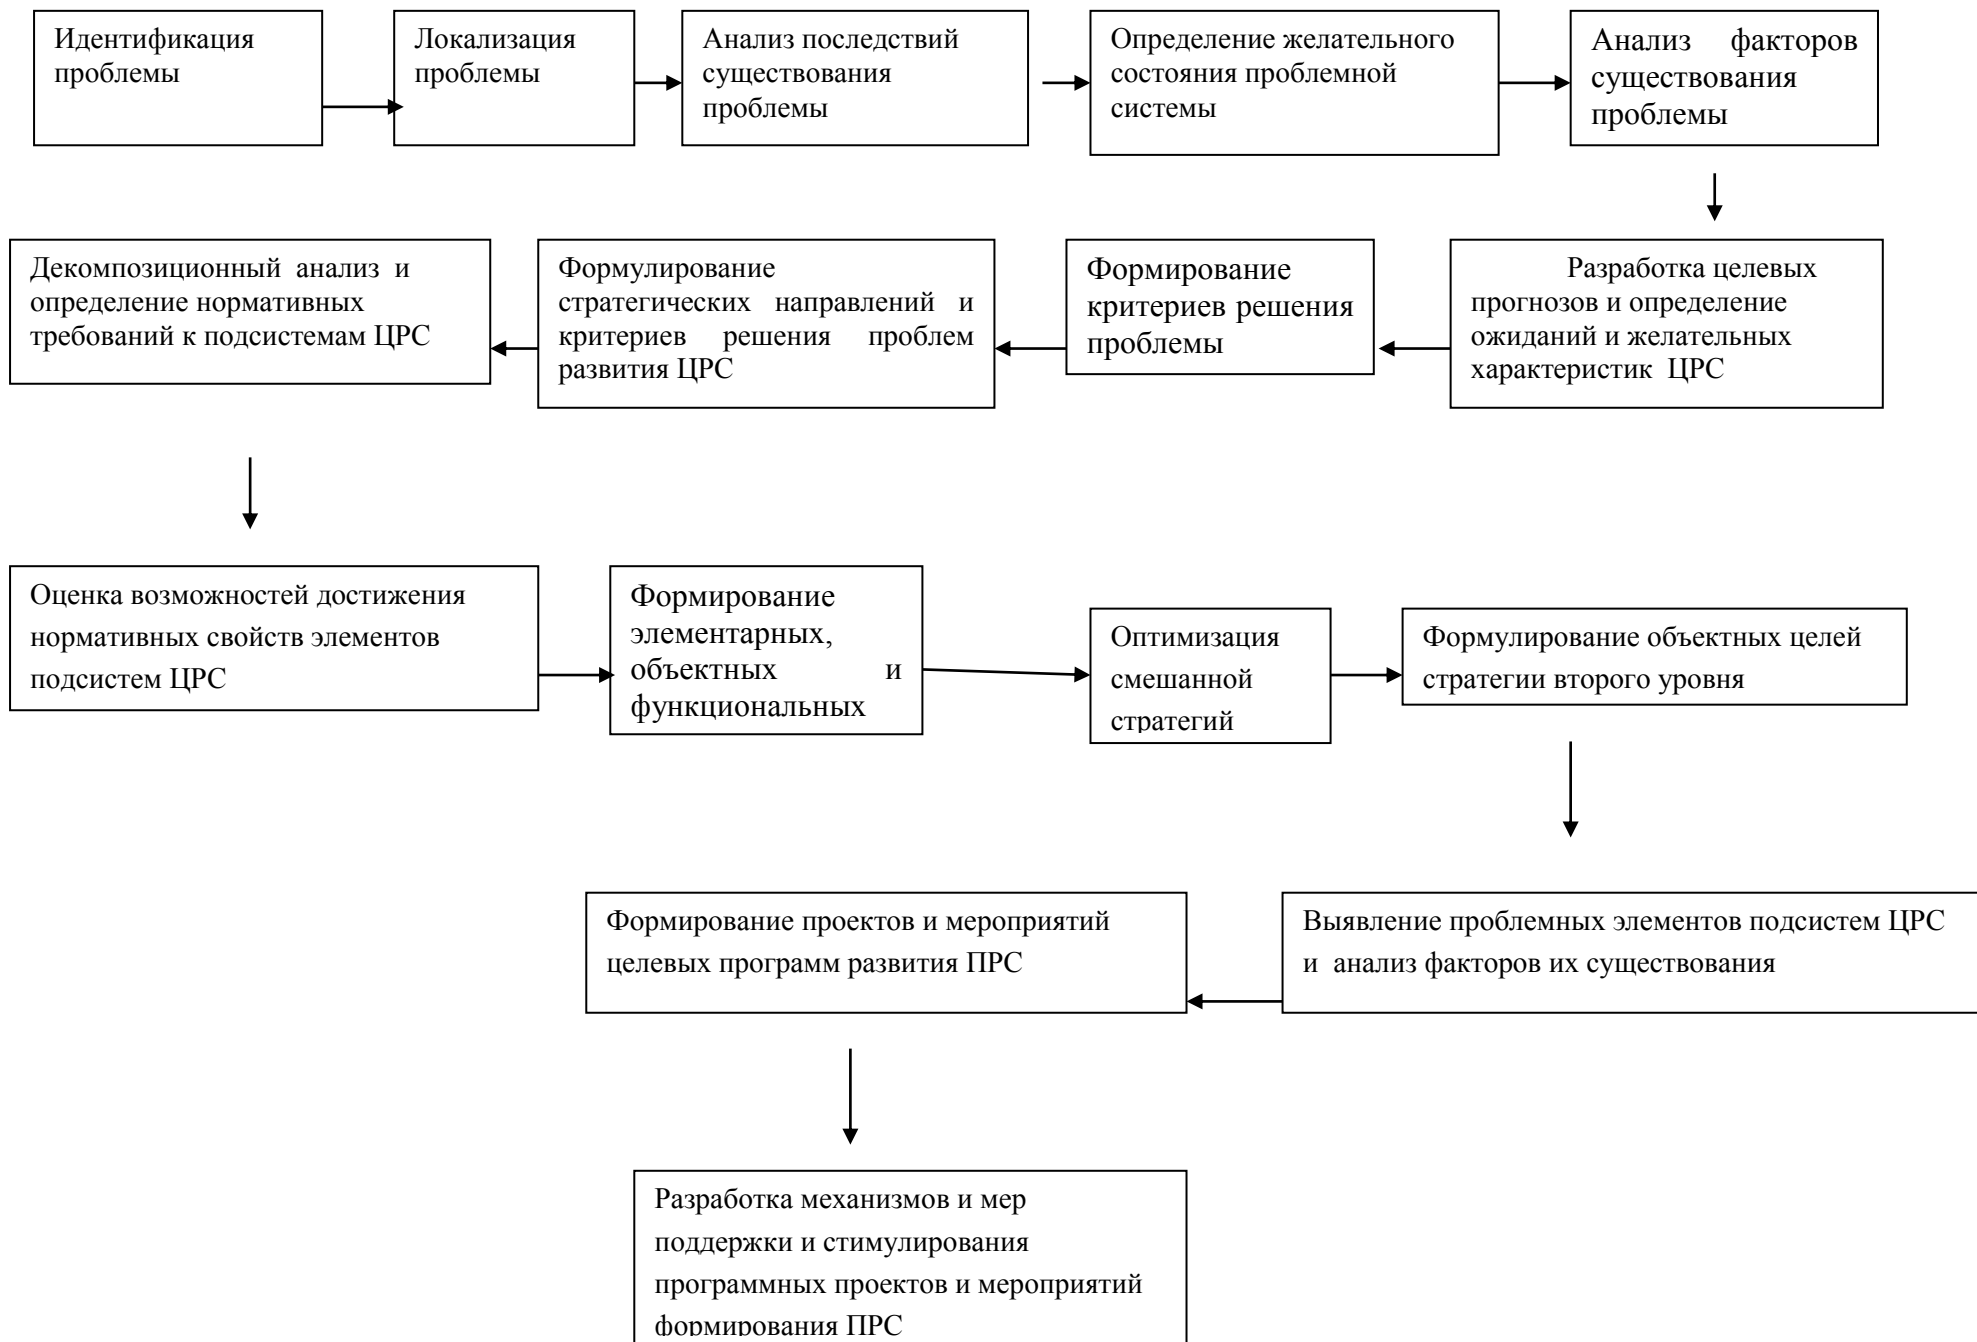 Идентификация
проблемы
Локализация
проблемы
Анализ последствий
существования
проблемы
Определение желательного
состояния проблемной
системы
Анализ факторов
существования
проблемы
Разработка целевых
прогнозов и определение
ожиданий и желательных
характеристик ЦРС
Формирование
критериев решения
проблемы
Формулирование
стратегических направлений и
критериев решения проблем
развития ЦРС
Декомпозиционный анализ и
определение нормативных
требований к подсистемам ЦРС
Оценка возможностей достижения
нормативных свойств элементов
подсистем ЦРС
Формирование
элементарных,
объектных и
функциональных
Оптимизация
смешанной
стратегий
Формулирование объектных целей
стратегии второго уровня
Выявление проблемных элементов подсистем ЦРС
и анализ факторов их существования
Формирование проектов и мероприятий
целевых программ развития ПРС
Разработка механизмов и мер
поддержки и стимулирования
программных проектов и мероприятий
формирования ПРС